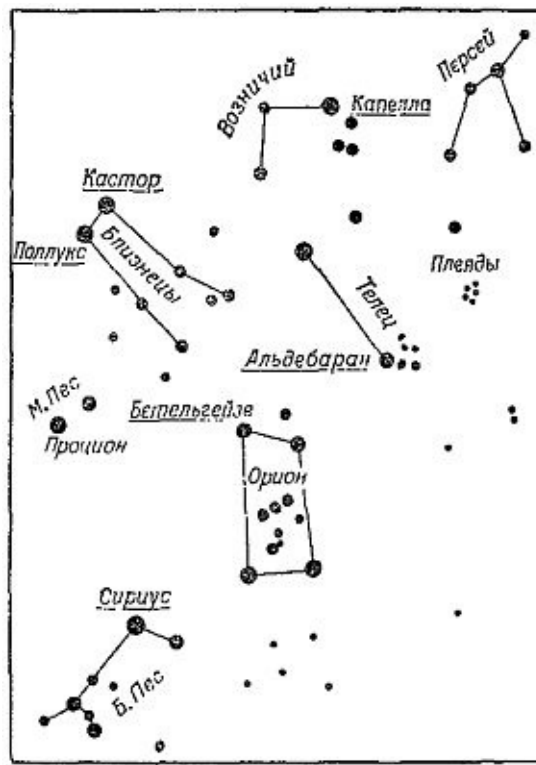 Персей
Возничий
Капелла
Кастор
Поллукс
Близнецы
Плеяды
Телец
Альдебаран
М. Пес
Процион
Бетельгейзе
Орион
Сириус
Б. Пес